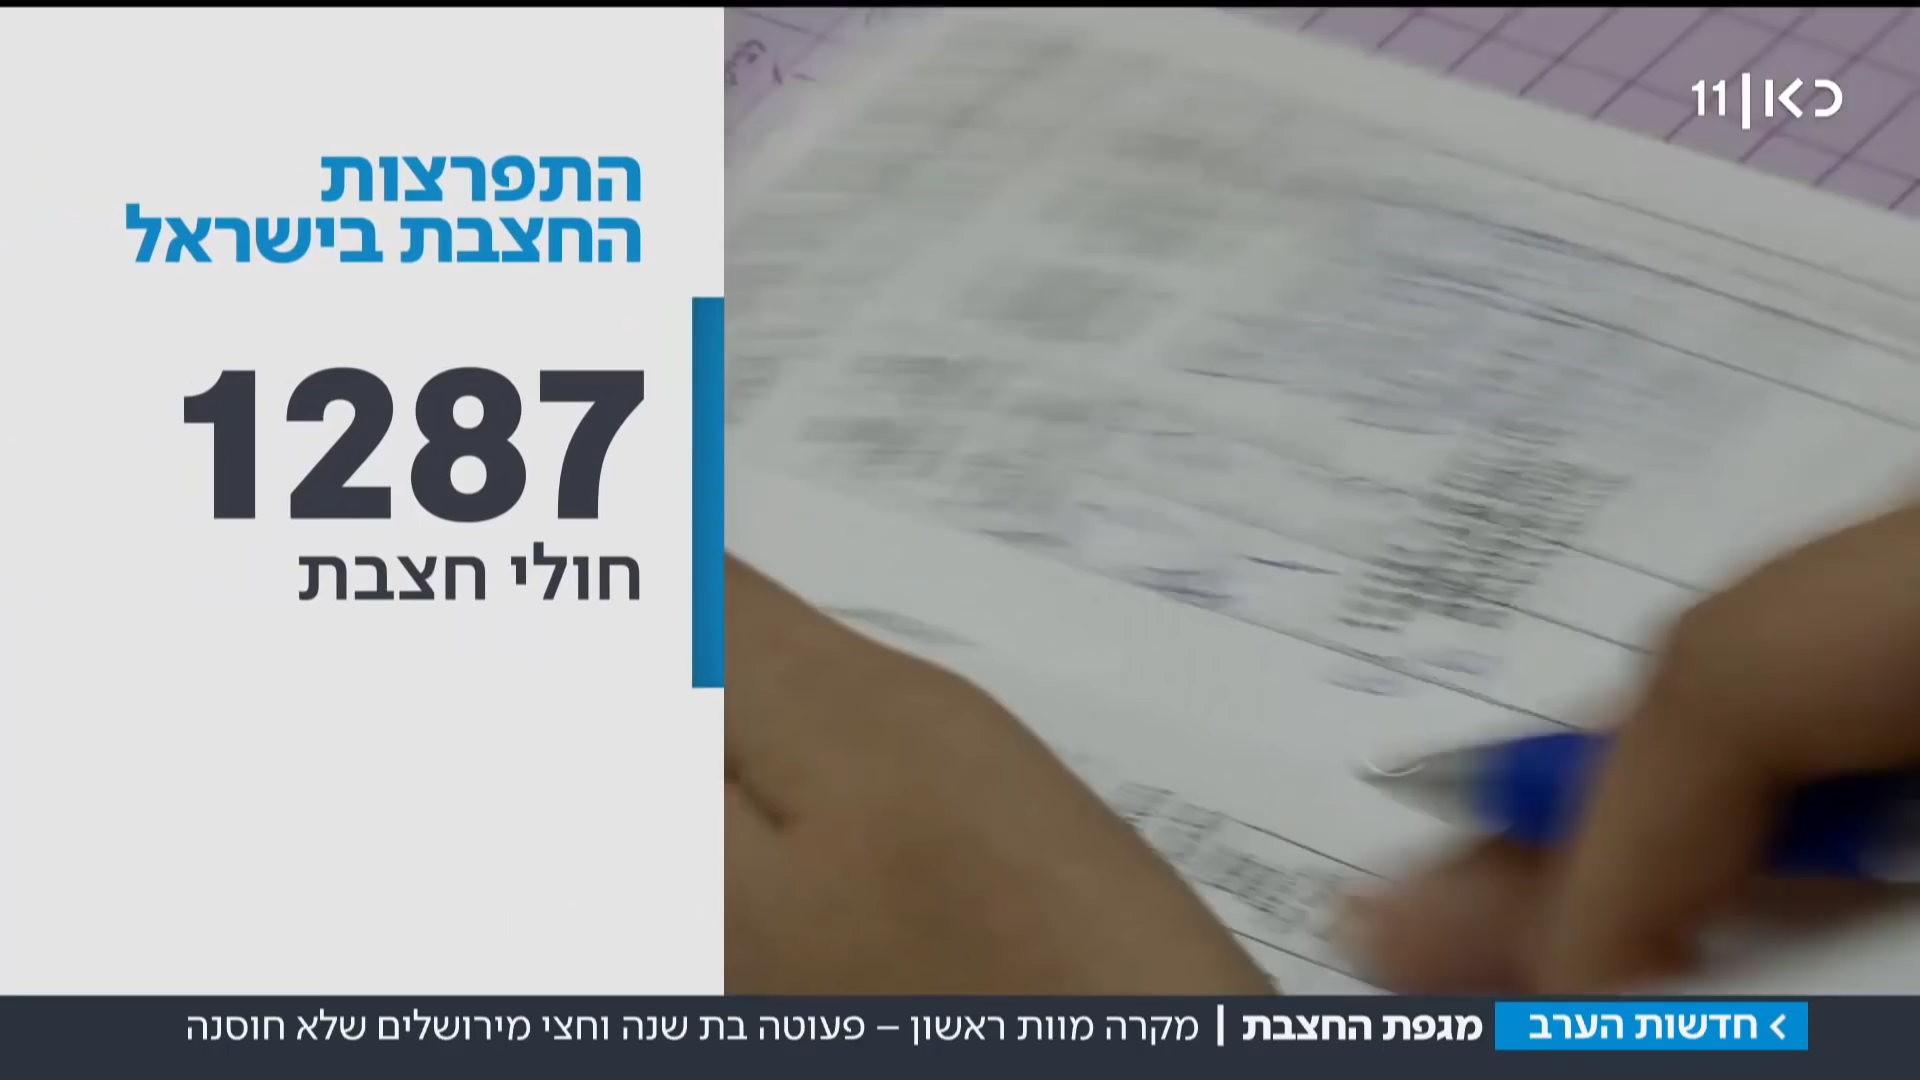 כאן 11
התפרצות
החצבת בישראל
1287
חולי חצבת
חדשות הערב
מגפת החצבת | מקרה מוות ראשון – פעוטה בת שנה וחצי מירושלים שלא חוסנה